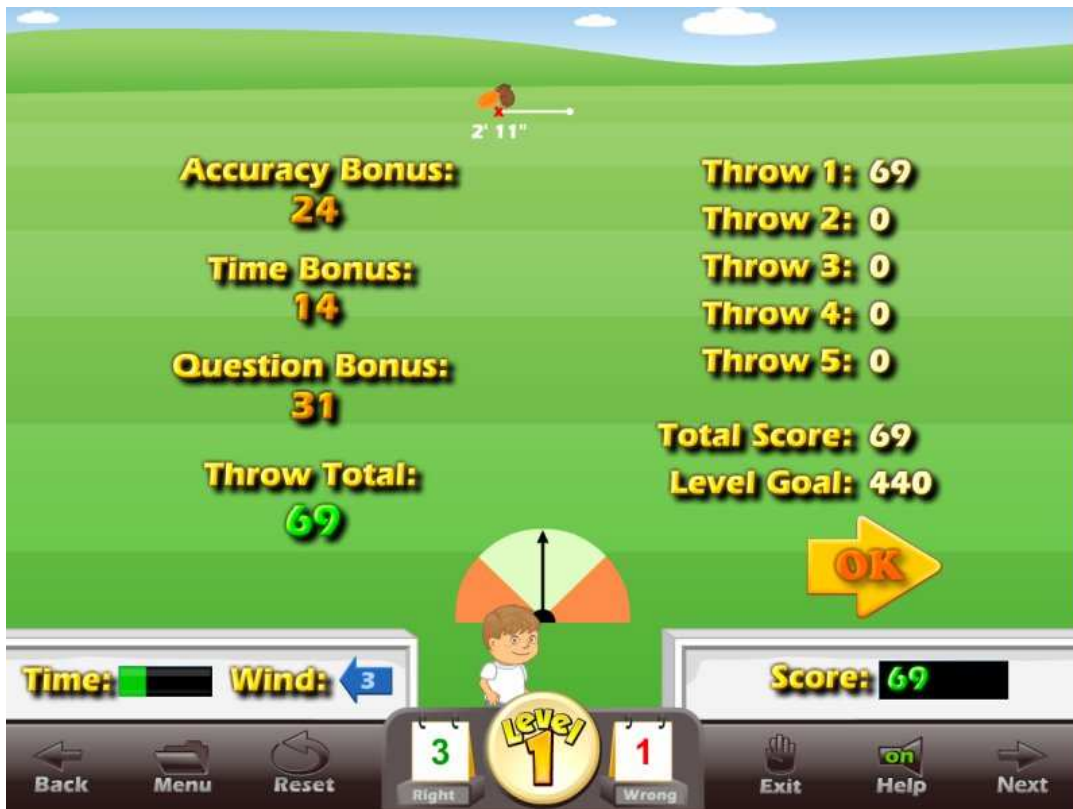 2' 11"
Accuracy Bonus:
24
Time Bonus:
14
Question Bonus:
31
Throw Total:
69
Throw 1: 69
Throw 2: 0
Throw 3: 0
Throw 4: 0
Throw 5: 0
Total Score: 69
Level Goal: 440
OK
Time:
Wind: 3
Score: 69
Back
Menu
Reset
3
Right
Level
1
1
Wrong
Exit
on
Help
Next